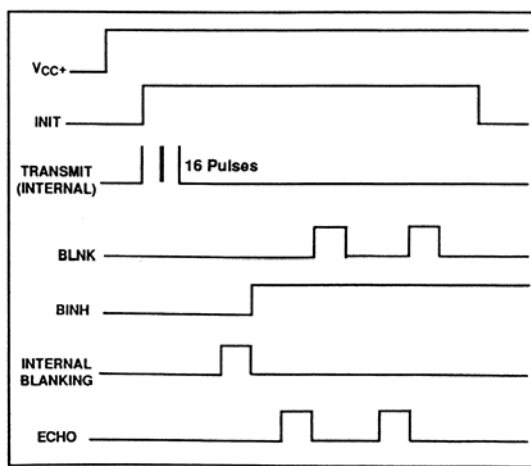 VCC+
INIT
TRANSMIT
(INTERNAL)
16 Pulses
BLNK
BINH
INTERNAL
BLANKING
ECHO